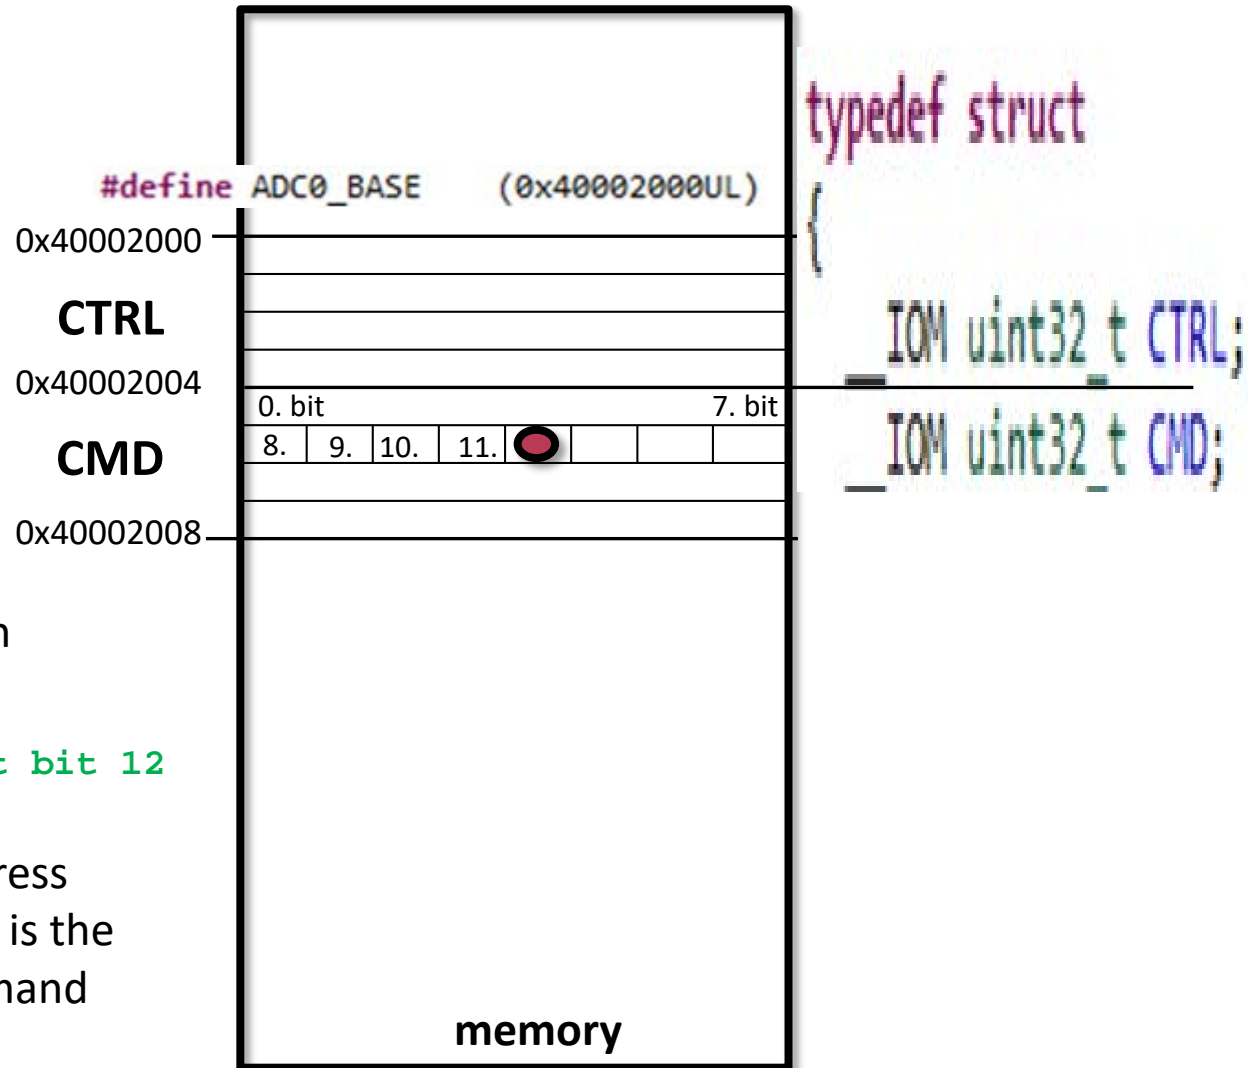 typedef struct
#define ADC0_BASE (0x40002000UL)
{
0x40002000
CTRL
__IOM uint32_t CTRL;
0x40002004
0. bit 7. bit
CMD
8. 9. 10. 11.
__IOM uint32_t CMD;
0x40002008
t bit 12
ress
is the
mand
memory